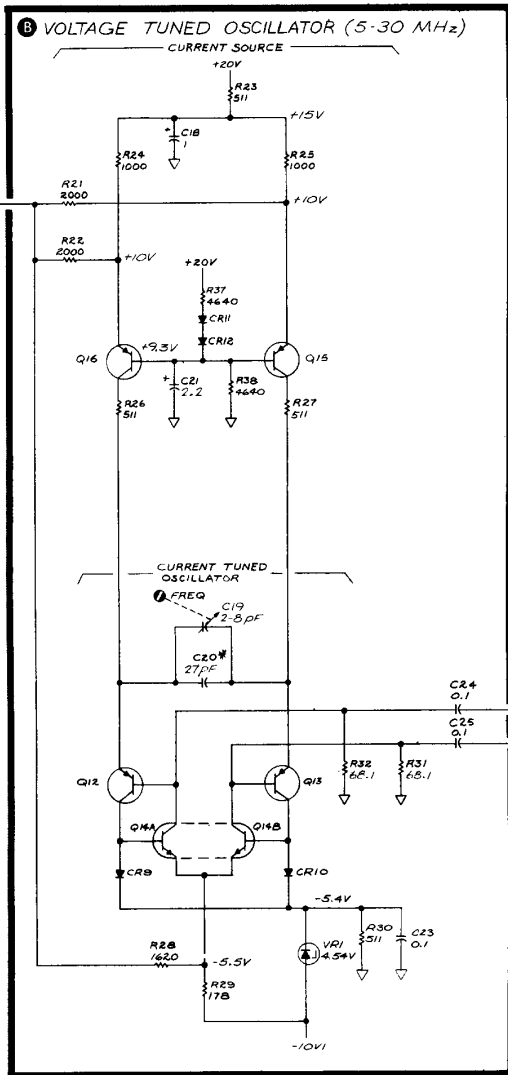 B VOLTAGE TUNED OSCILLATOR (5-30 MHz)
CURRENT SOURCE
+20V
R23
511
+15V
+
C18
1
R24
1000
R25
1000
R21
2000
+10V
R22
2000
+10V
+20V
R37
4640
CR11
CR12
+9.3V
Q16
Q15
+
C21
2.2
R38
4640
R26
511
R27
511
CURRENT TUNED
OSCILLATOR
FREQ
C19
2-8pF
C20*
27pF
C24
0.1
C25
0.1
R32
68.1
R31
68.1
Q12
Q13
Q14A
Q14B
CR9
CR10
-5.4V
R28
1620
-5.5V
VR1
4.54V
R30
511
C23
0.1
R29
178
-10V1